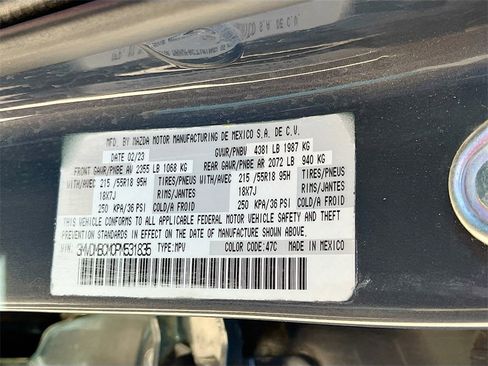 MFD. BY MAZDA MOTOR MANUFACTURING DE MEXICO S.A. DE C.V.
DATE 02/23 GVWR/PNBV 4381 LB 1987 KG
FRONT GAWR/PNBE AV 2355 LB 1068 KG REAR GAWR/PNBE AR 2072 LB 940 KG
WITH/AVEC 215 /55R18 95H TIRES/PNEUS WITH/AVEC 215 /55R18 95H TIRES/PNEUS
18X7J RIMS/JANTES 18X7J RIMS/JANTES
250 KPA/36 PSI COLD/A FROID 250 KPA/36 PSI COLD/A FROID
THIS VEHICLE CONFORMS TO ALL APPLICABLE FEDERAL MOTOR VEHICLE SAFETY AND THEFT
PREVENTION STANDARDS IN EFFECT ON THE DATE OF MANUFACTURE SHOWN ABOVE.
VIN: TYPE:MPV COLOR CODE:47C MADE IN MEXICO